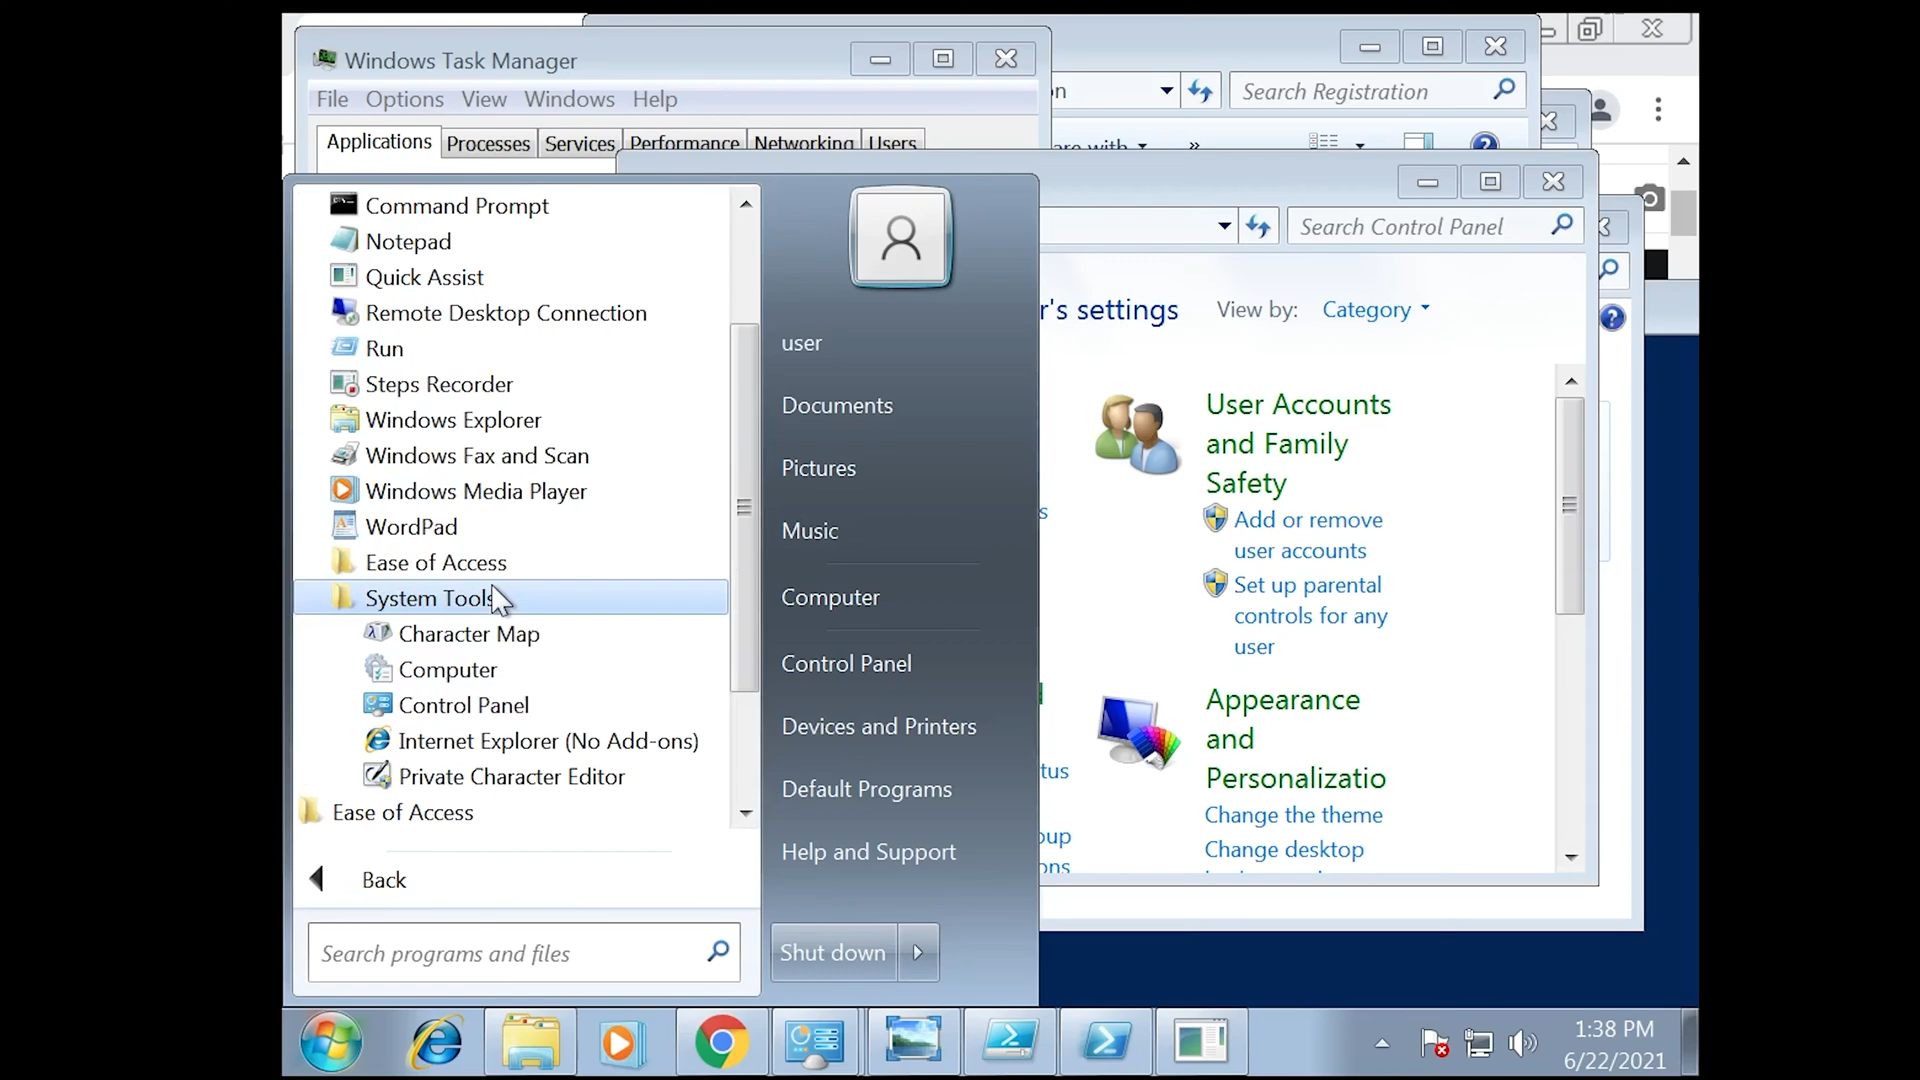 Windows Task Manager
File Options View Windows Help
Applications Processes Services Performance Networking Users
on
Search Registration
are with
»
Search Control Panel
r's settings
View by: Category
User Accounts
and Family
Safety
Add or remove
user accounts
Set up parental
controls for any
user
Appearance
and
Personalizatio
Change the theme
Change desktop
s
tus
oup
ons
Command Prompt
Notepad
Quick Assist
Remote Desktop Connection
Run
Steps Recorder
Windows Explorer
Windows Fax and Scan
Windows Media Player
WordPad
Ease of Access
System Tools
Character Map
Computer
Control Panel
Internet Explorer (No Add-ons)
Private Character Editor
Ease of Access
Back
Search programs and files
user
Documents
Pictures
Music
Computer
Control Panel
Devices and Printers
Default Programs
Help and Support
Shut down
1:38 PM
6/22/2021